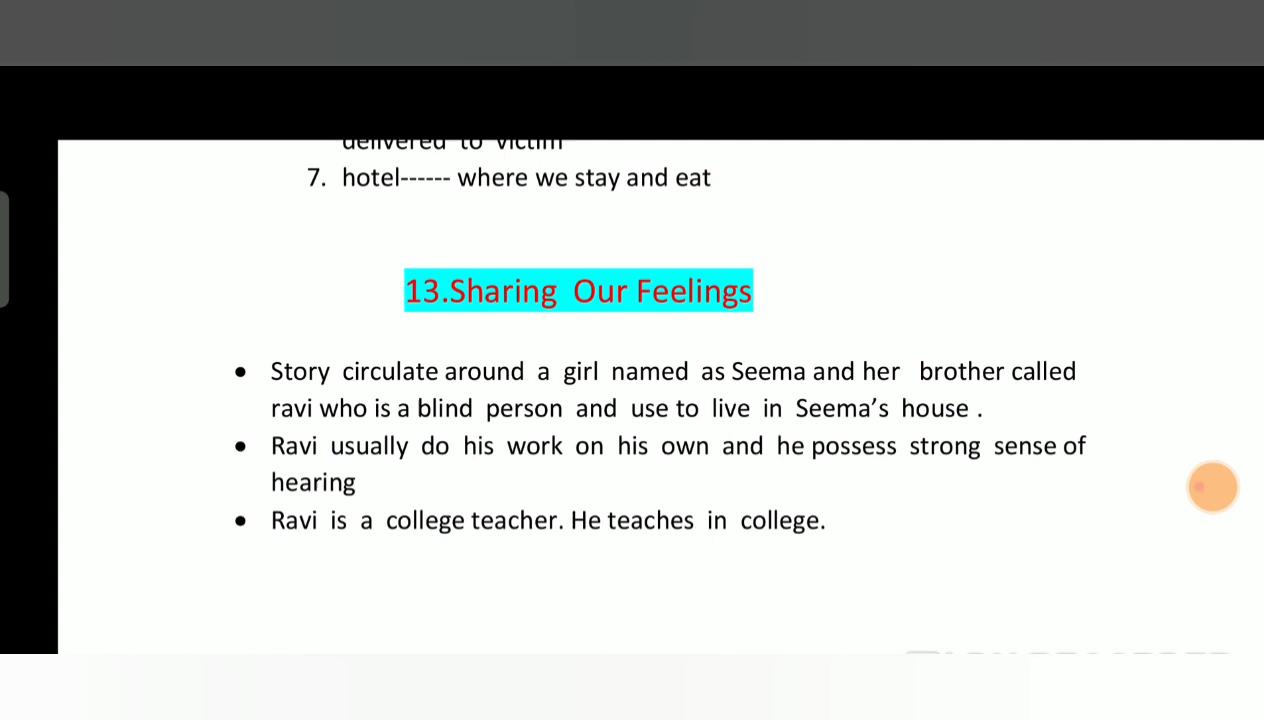 delivered to victim
7. hotel------ where we stay and eat
13.Sharing Our Feelings
• Story circulate around a girl named as Seema and her brother called
ravi who is a blind person and use to live in Seema’s house .
• Ravi usually do his work on his own and he possess strong sense of
hearing
• Ravi is a college teacher. He teaches in college.